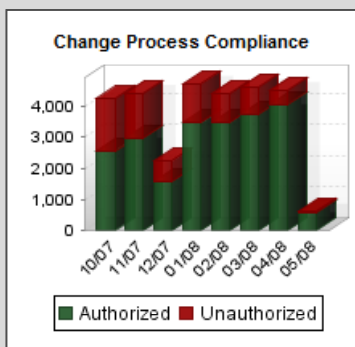 Change Process Compliance
4,000
3,000
2,000
1,000
0
10/07 11/07 12/07 01/08 02/08 03/08 04/08 05/08
Authorized Unauthorized